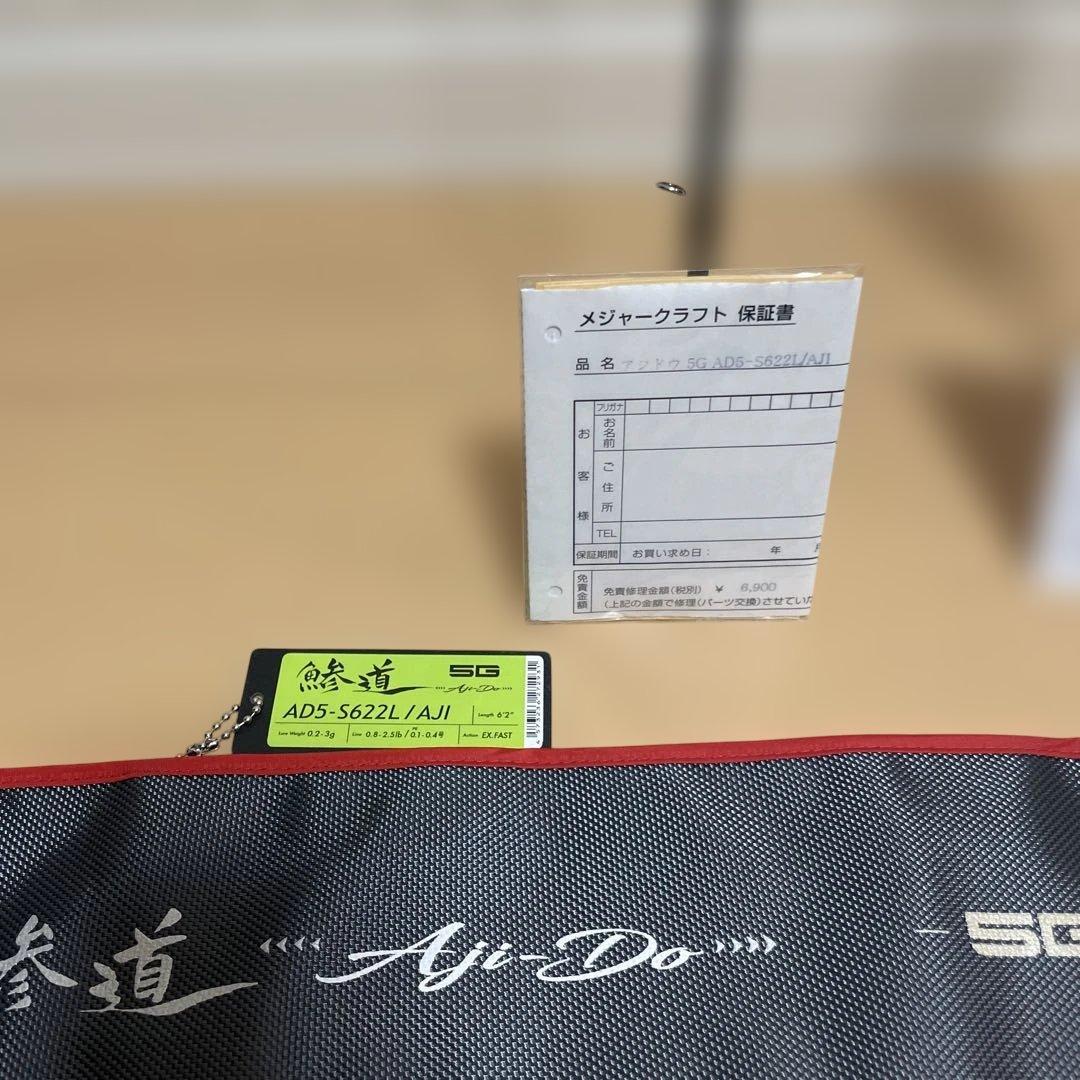 メジャークラフト 保証書
品 名 アジドウ 5G AD5-S622L/AJI
フリガナ
お客様
お名前
ご住所
TEL
保証期間 お買い求め日： 年
免責金額
免責修理金額(税別) ¥ 6,900
(上記の金額で修理(パーツ交換)させていた
鯵道 Aji-Do 5G
AD5-S622L/AJI Length 6'2"
Lure Weight 0.2-3g Line 0.8-2.5lb / PE 0.1-0.4号 Action EX.FAST
4573236272931
参道 Aji-Do 5G